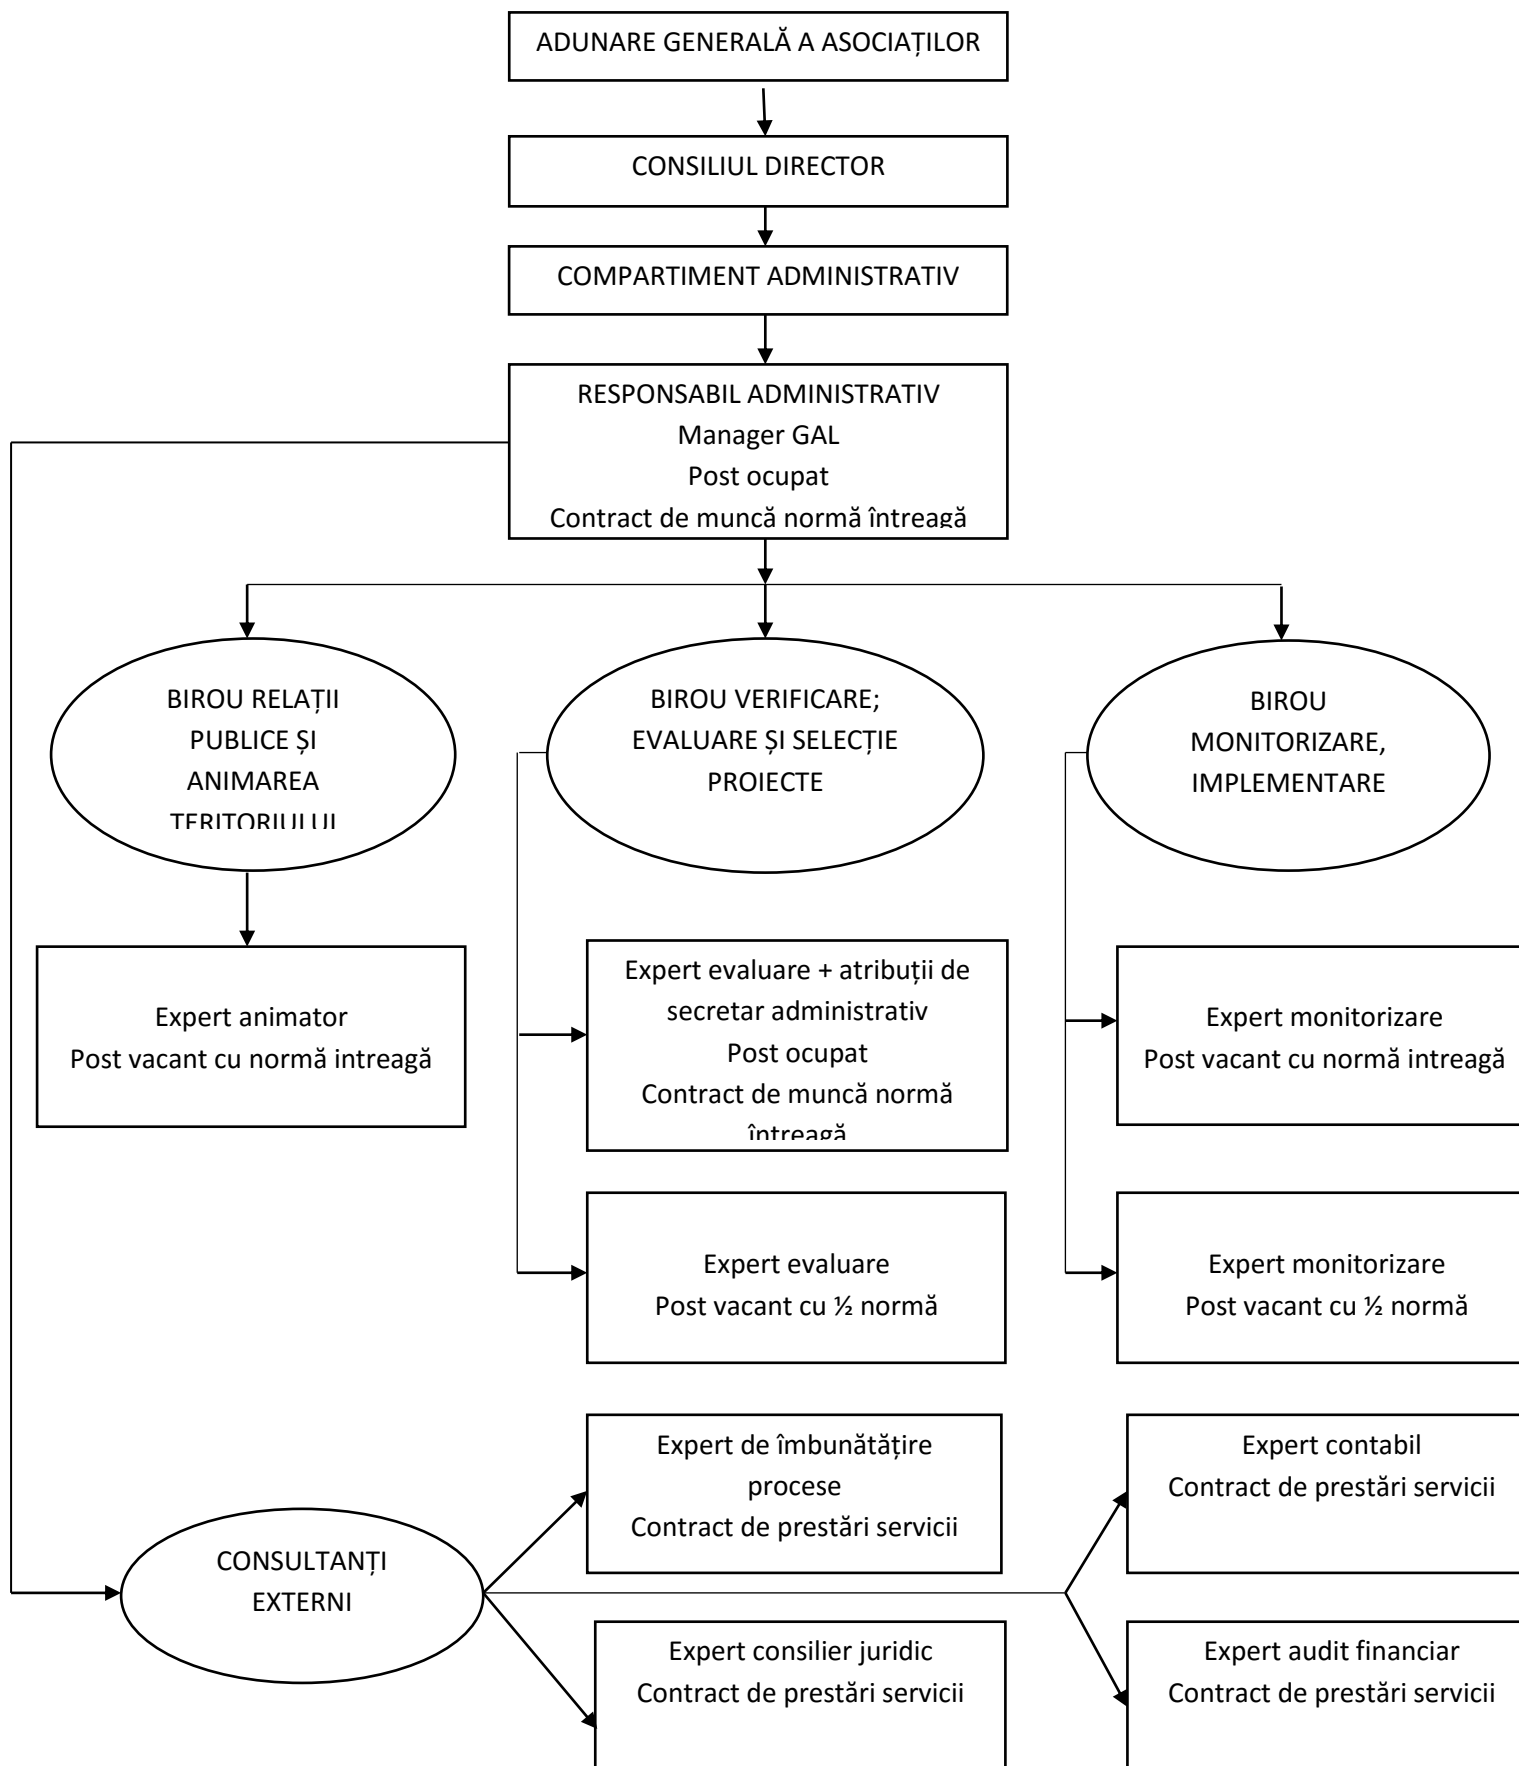 ADUNARE GENERALĂ A ASOCIAȚILOR
CONSILIUL DIRECTOR
COMPARTIMENT ADMINISTRATIV
RESPONSABIL ADMINISTRATIV
Manager GAL
Post ocupat
Contract de muncă normă întreagă
BIROU RELAȚII
PUBLICE ȘI
ANIMAREA
TERITORIULUI
BIROU VERIFICARE;
EVALUARE ȘI SELECȚIE
PROIECTE
BIROU
MONITORIZARE,
IMPLEMENTARE
Expert animator
Post vacant cu normă intreagă
Expert evaluare + atribuții de
secretar administrativ
Post ocupat
Contract de muncă normă
întreagă
Expert monitorizare
Post vacant cu normă intreagă
Expert evaluare
Post vacant cu ½ normă
Expert monitorizare
Post vacant cu ½ normă
Expert de îmbunătățire
procese
Contract de prestări servicii
Expert contabil
Contract de prestări servicii
CONSULTANȚI
EXTERNI
Expert consilier juridic
Contract de prestări servicii
Expert audit financiar
Contract de prestări servicii